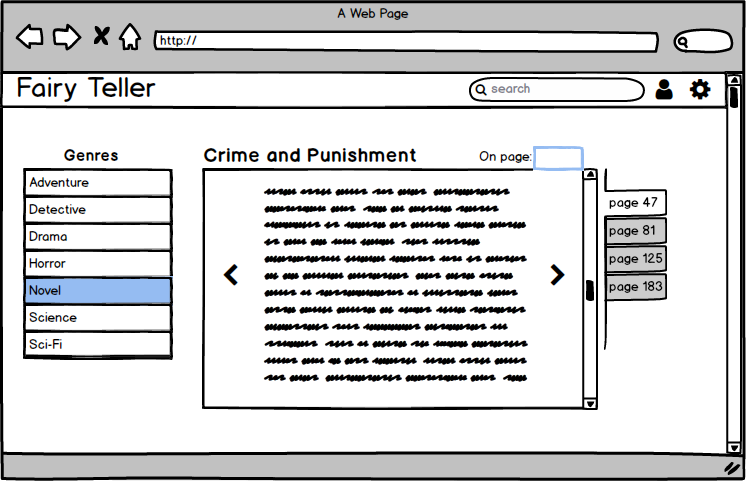 A Web Page
http://
Fairy Teller
search
Genres
Adventure
Detective
Drama
Horror
Novel
Science
Sci-Fi
Crime and Punishment
On page:
page 47
page 81
page 125
page 183